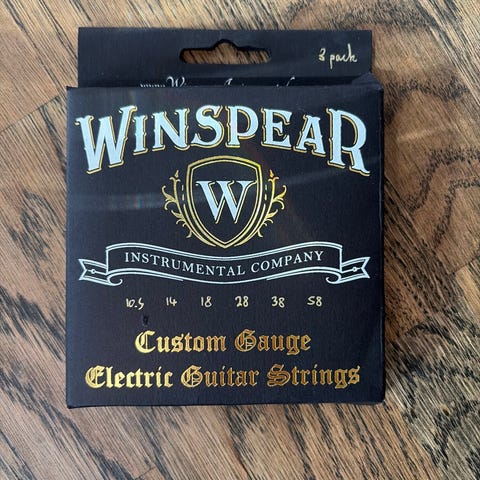 3 pack
WINSPEAR
W
INSTRUMENTAL COMPANY
10.5 14 18 28 38 58
Custom Gauge
Electric Guitar Strings